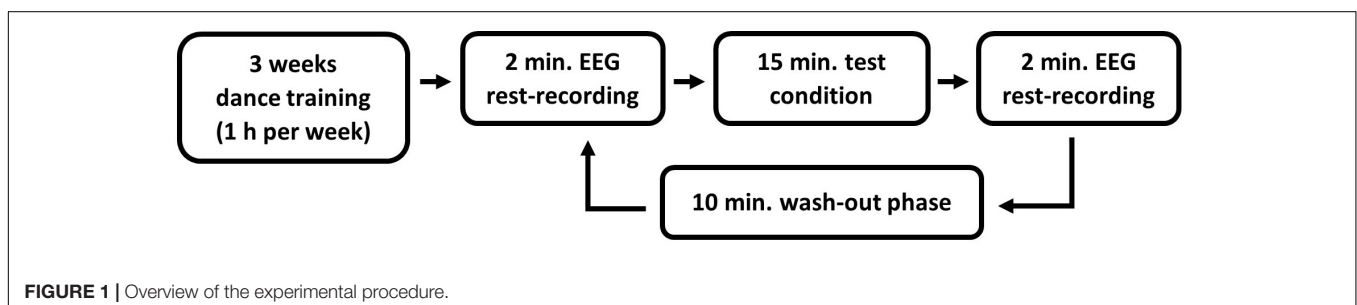 3 weeks
dance training
(1 h per week)
2 min. EEG
rest-recording
15 min. test
condition
2 min. EEG
rest-recording
10 min. wash-out phase
FIGURE 1 | Overview of the experimental procedure.